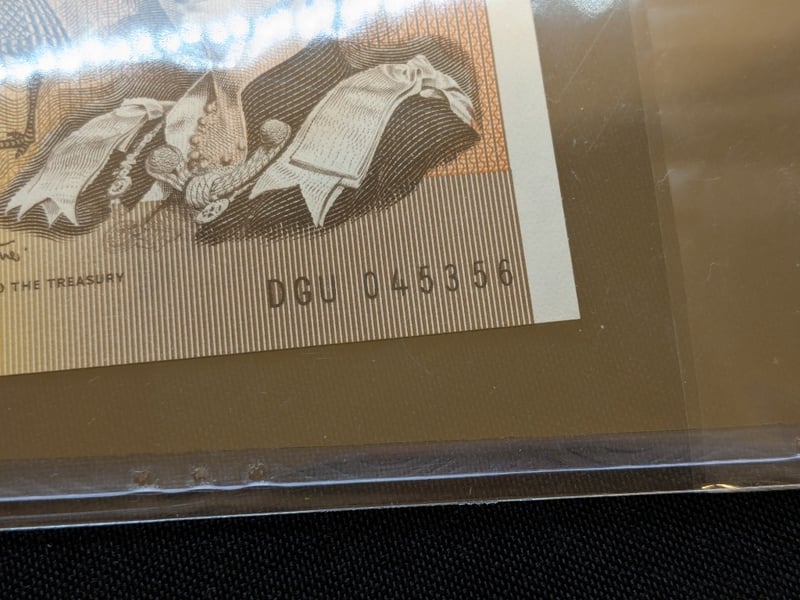 THE TREASURY
DGU 045356